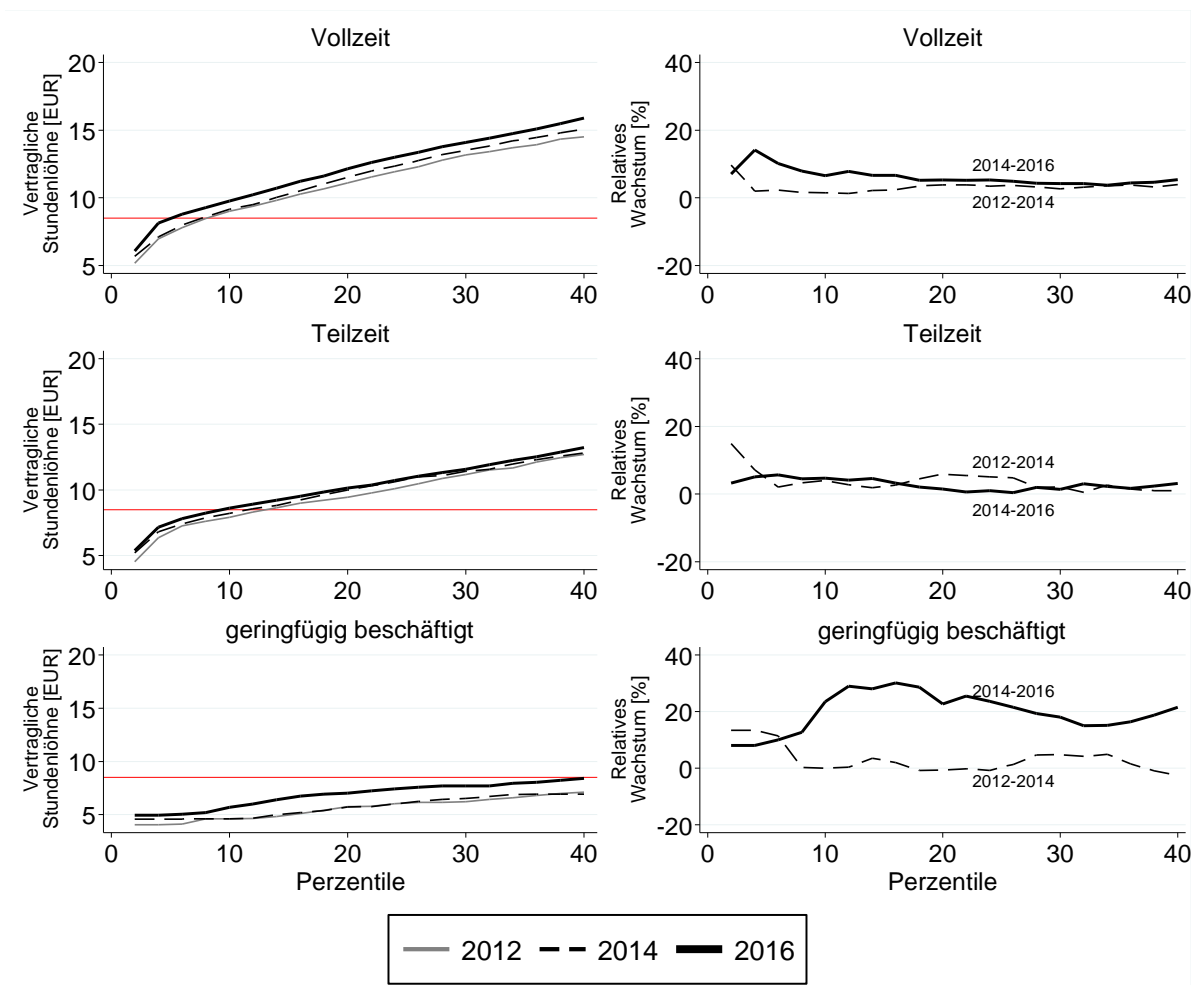 Vollzeit
Vertragliche
Stundenlöhne [EUR]
20
15
10
5
0 10 20 30 40
Vollzeit
Relatives
Wachstum [%]
40
20
0
-20
2014-2016
2012-2014
0 10 20 30 40
Teilzeit
Vertragliche
Stundenlöhne [EUR]
20
15
10
5
0 10 20 30 40
Teilzeit
Relatives
Wachstum [%]
40
20
0
-20
2012-2014
2014-2016
0 10 20 30 40
geringfügig beschäftigt
Vertragliche
Stundenlöhne [EUR]
20
15
10
5
0 10 20 30 40
Perzentile
geringfügig beschäftigt
Relatives
Wachstum [%]
40
20
0
-20
2014-2016
2012-2014
0 10 20 30 40
Perzentile
2012 2014 2016